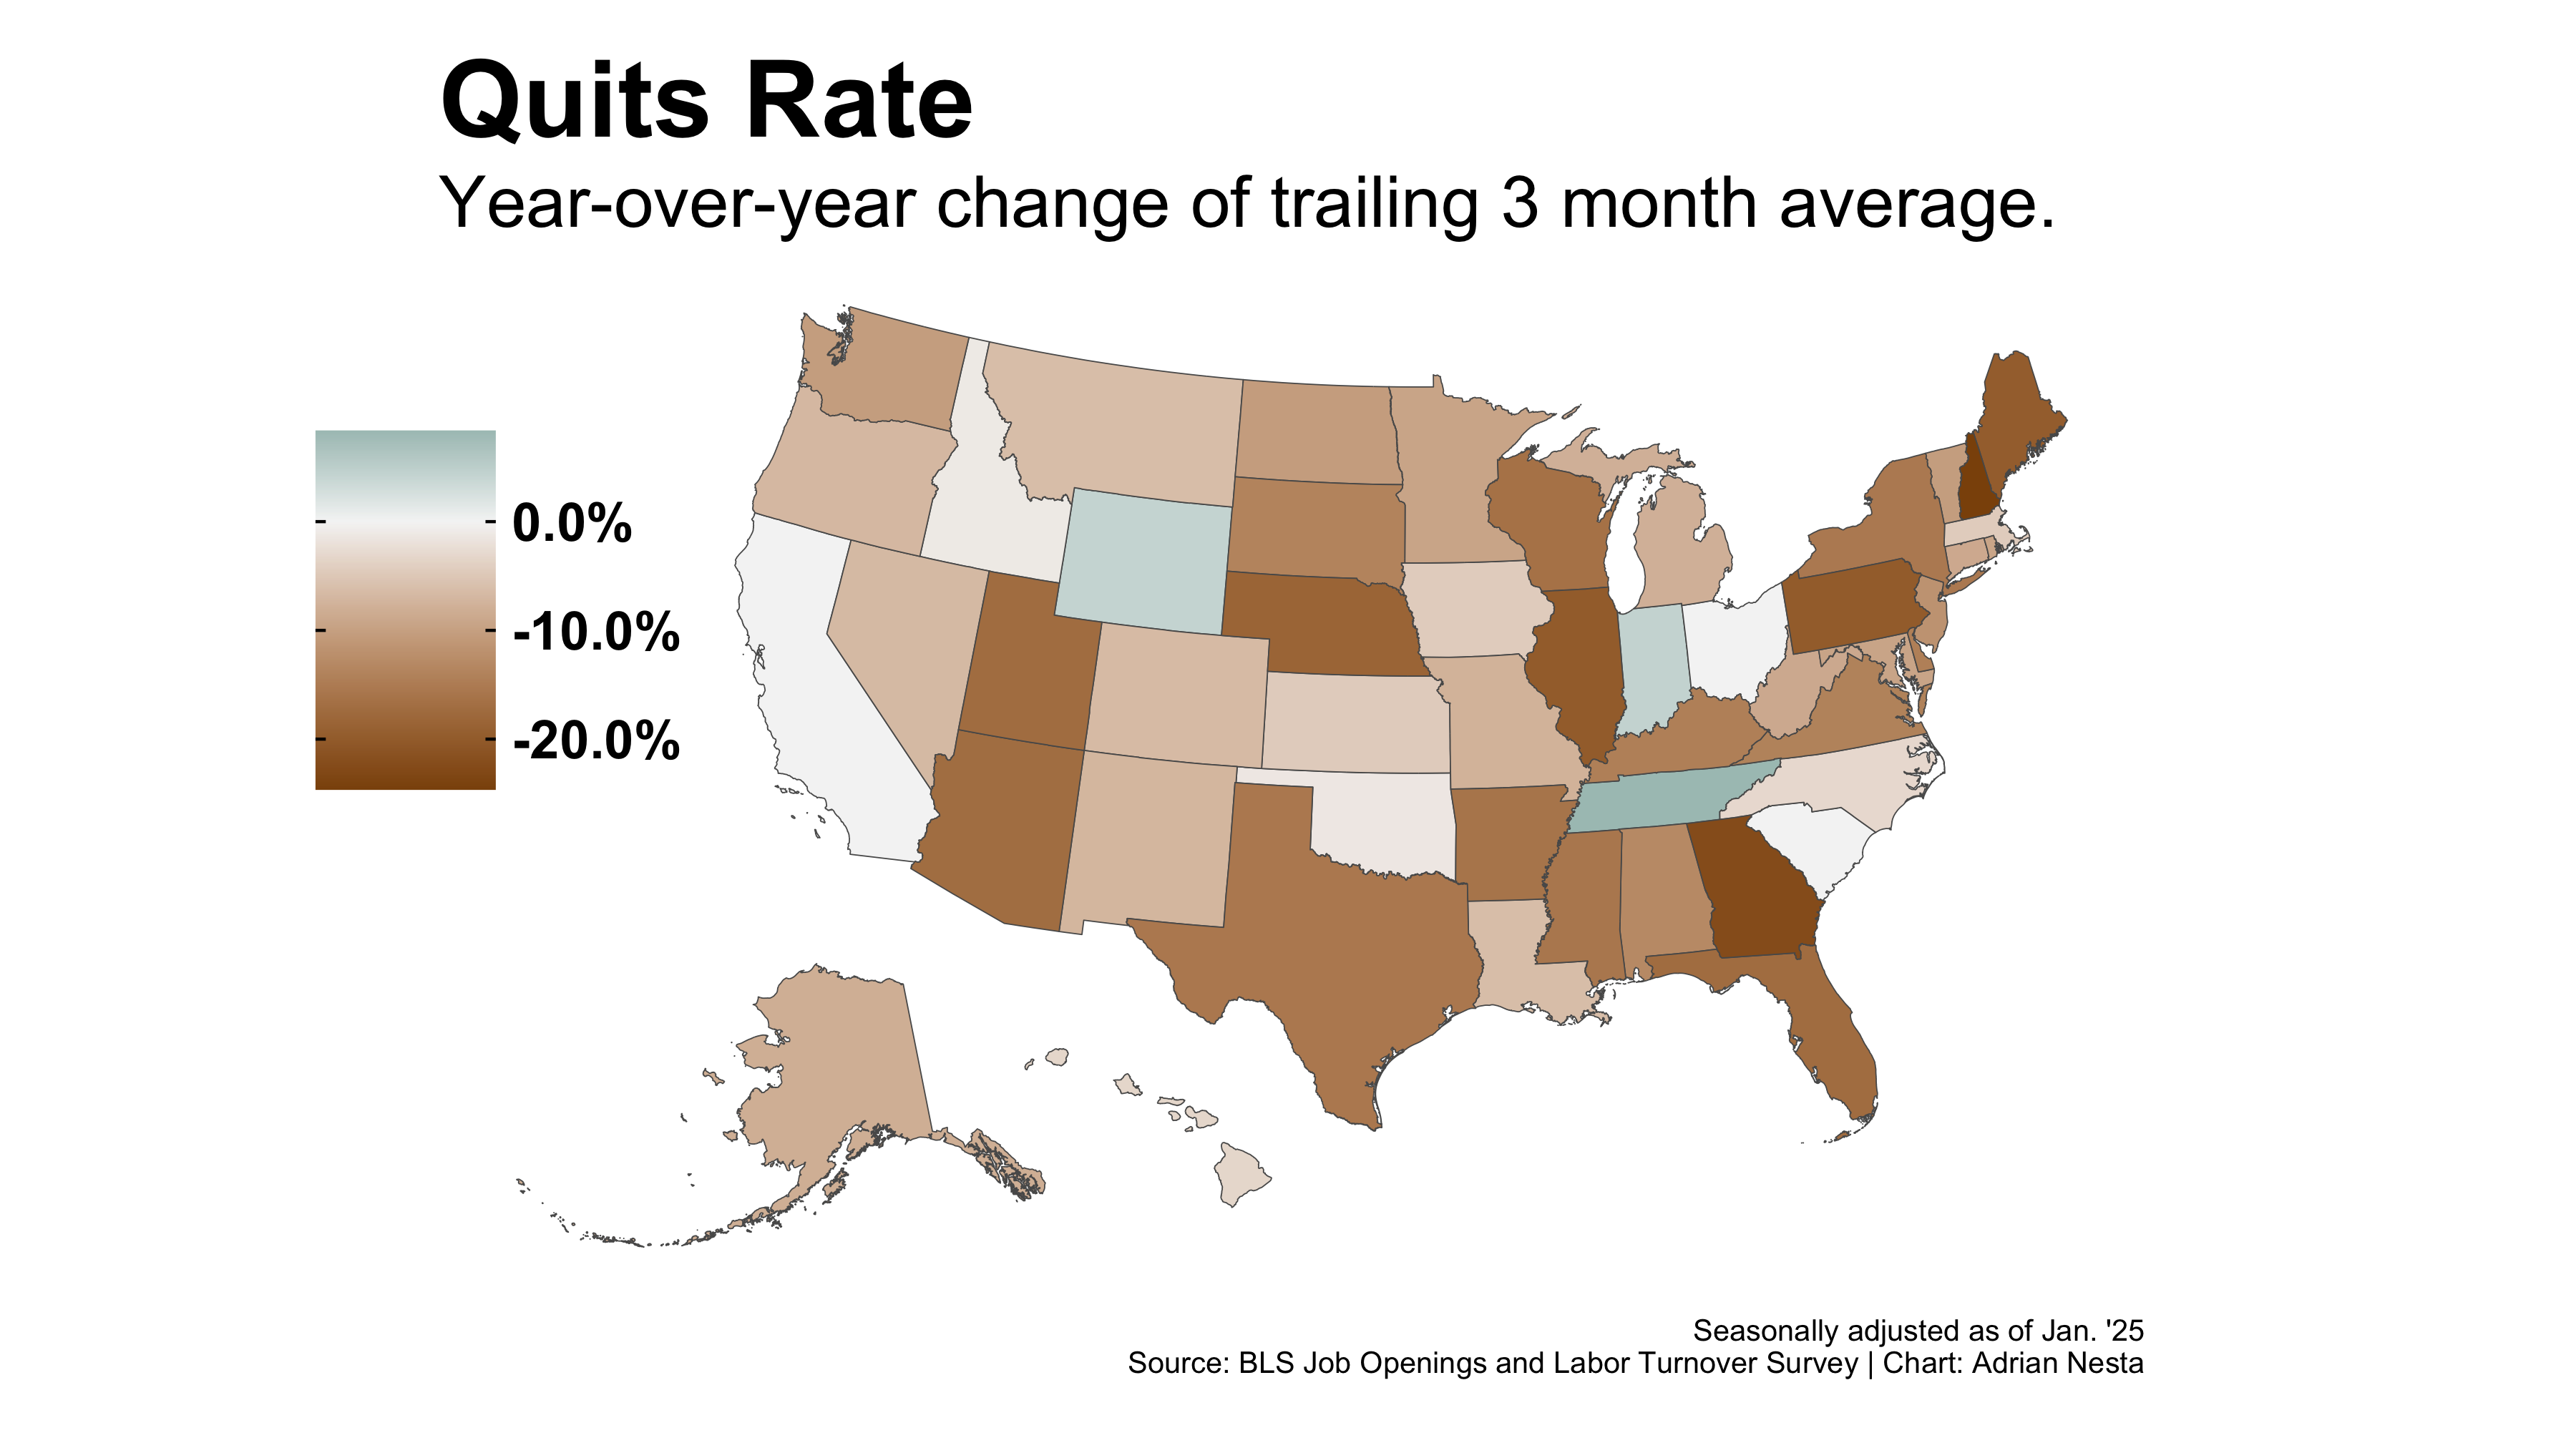 Quits Rate
Year-over-year change of trailing 3 month average.
0.0%
-10.0%
-20.0%
Seasonally adjusted as of Jan. '25
Source: BLS Job Openings and Labor Turnover Survey | Chart: Adrian Nesta